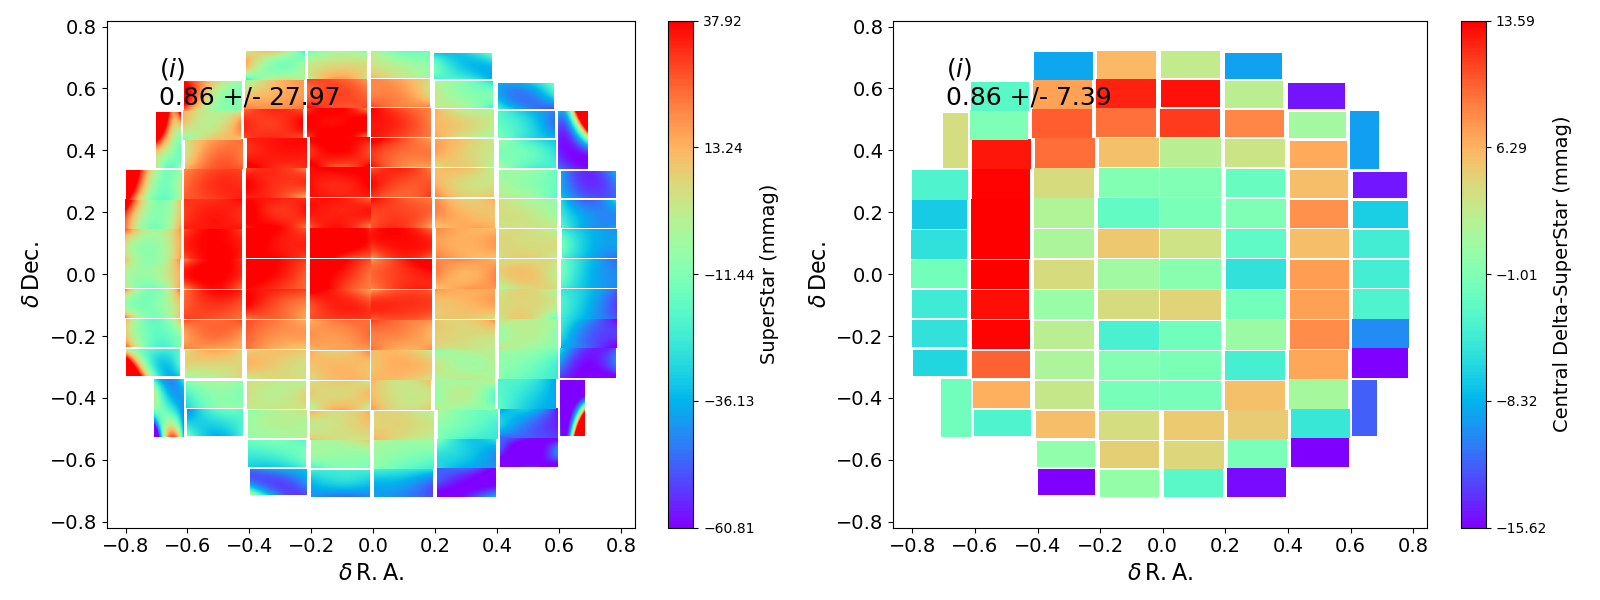 (i)
0.86 +/- 27.97
0.8
0.6
0.4
0.2
0.0
−0.2
−0.4
−0.6
−0.8
δ Dec.
−0.8 −0.6 −0.4 −0.2 0.0 0.2 0.4 0.6 0.8
δ R. A.
37.92
13.24
−11.44
−36.13
−60.81
SuperStar (mmag)
(i)
0.86 +/- 7.39
0.8
0.6
0.4
0.2
0.0
−0.2
−0.4
−0.6
−0.8
δ Dec.
−0.8 −0.6 −0.4 −0.2 0.0 0.2 0.4 0.6 0.8
δ R. A.
13.59
6.29
−1.01
−8.32
−15.62
Central Delta-SuperStar (mmag)